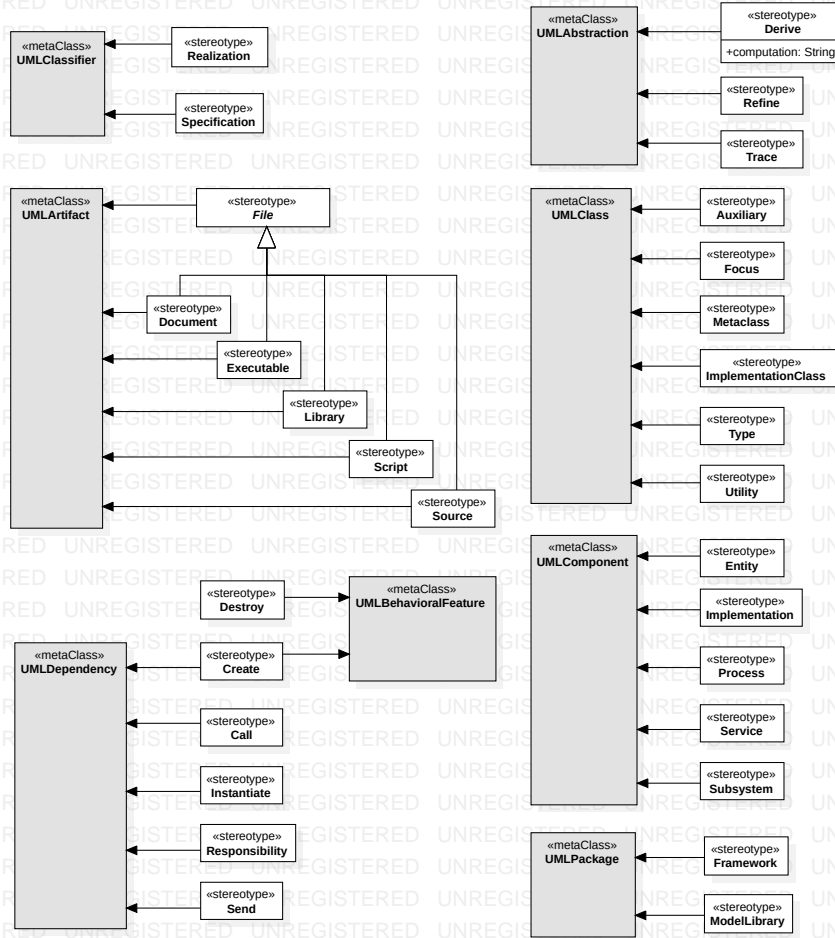 «metaClass»
UMLClassifier
«stereotype»
Realization
«stereotype»
Specification
«metaClass»
UMLAbstraction
«stereotype»
Derive
+computation: String
«stereotype»
Refine
«stereotype»
Trace
«metaClass»
UMLArtifact
«stereotype»
File
«stereotype»
Document
«stereotype»
Executable
«stereotype»
Library
«stereotype»
Script
«stereotype»
Source
«metaClass»
UMLClass
«stereotype»
Auxiliary
«stereotype»
Focus
«stereotype»
Metaclass
«stereotype»
ImplementationClass
«stereotype»
Type
«stereotype»
Utility
«stereotype»
Destroy
«metaClass»
UMLBehavioralFeature
«metaClass»
UMLDependency
«stereotype»
Create
«stereotype»
Call
«stereotype»
Instantiate
«stereotype»
Responsibility
«stereotype»
Send
«metaClass»
UMLComponent
«stereotype»
Entity
«stereotype»
Implementation
«stereotype»
Process
«stereotype»
Service
«stereotype»
Subsystem
«metaClass»
UMLPackage
«stereotype»
Framework
«stereotype»
ModelLibrary
UNREGISTERED